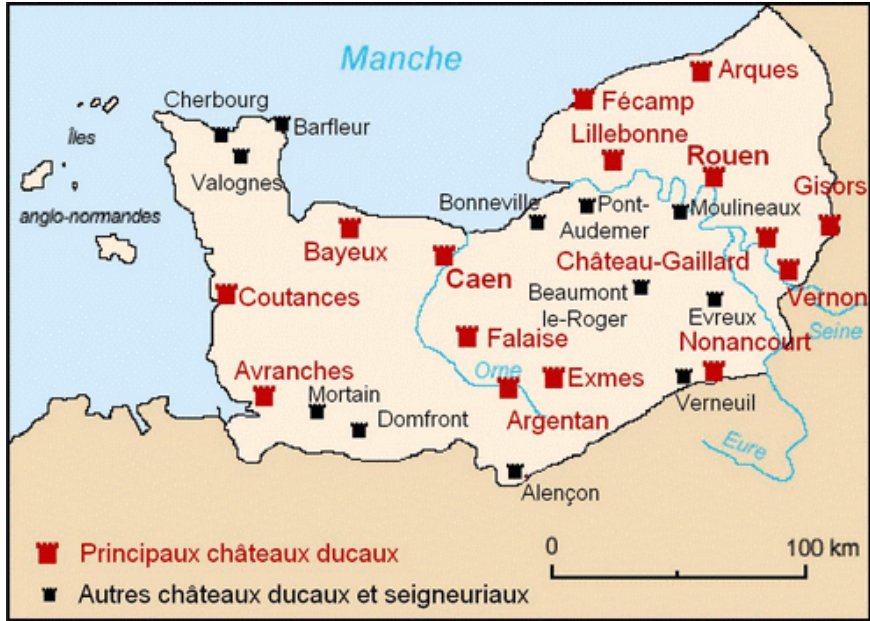 Manche
Arques
Cherbourg
Fécamp
Barfleur
Îles
Lillebonne
Rouen
Valognes
Gisors
anglo-normandes
Bonneville
Pont-
Audemer
Moulineaux
Bayeux
Caen
Château-Gaillard
Coutances
Beaumont
le-Roger
Vernon
Evreux
Seine
Falaise
Nonancourt
Avranches
Orne
Exmes
Mortain
Verneuil
Domfront
Argentan
Eure
Alençon
Principaux châteaux ducaux
0 100 km
Autres châteaux ducaux et seigneuriaux